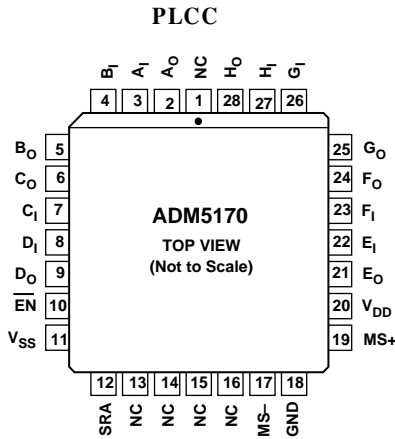 PLCC
B_I A_I A_O NC H_O H_I G_I
4 3 2 1 28 27 26
B_O 5 25 G_O
C_O 6 24 F_O
C_I 7 23 F_I
D_I 8 22 E_I
D_O 9 21 E_O
E̅N̅ 10 20 V_DD
V_SS 11 19 MS+
ADM5170
TOP VIEW
(Not to Scale)
12 13 14 15 16 17 18
SRA NC NC NC NC MS– GND